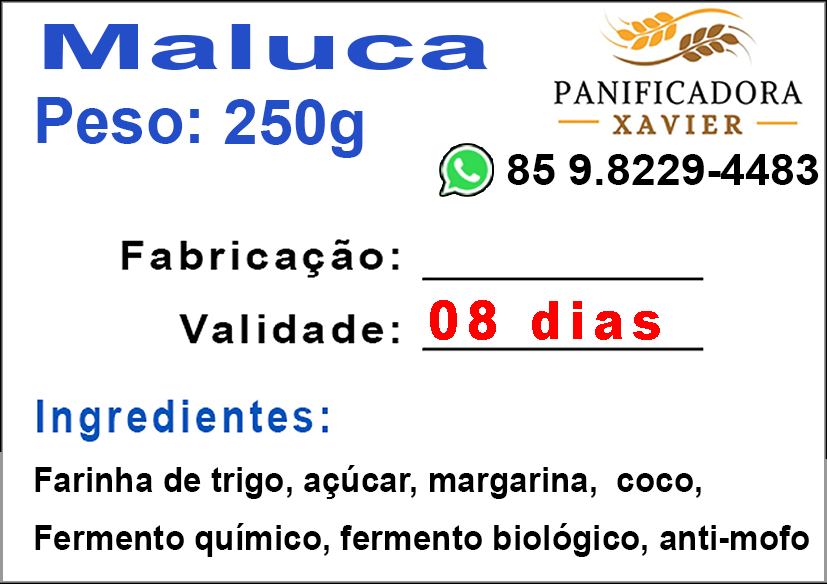 Maluca
PANIFICADORA
XAVIER
Peso: 250g
85 9.8229-4483
Fabricação:
Validade: 08 dias
Ingredientes:
Farinha de trigo, açúcar, margarina, coco,
Fermento químico, fermento biológico, anti-mofo